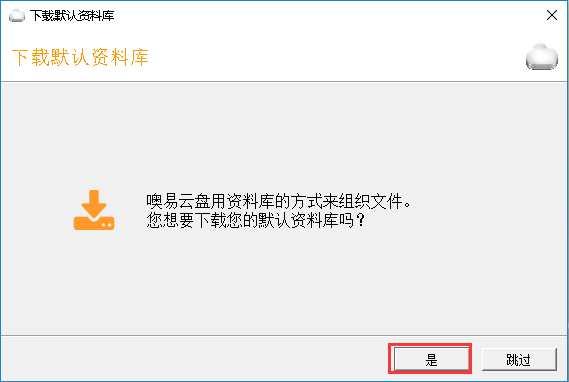 下载默认资料库
下载默认资料库
噢易云盘用资料库的方式来组织文件。
您想要下载您的默认资料库吗？
是
跳过